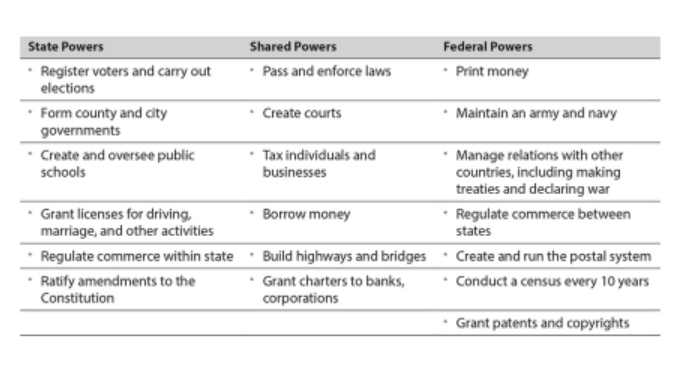 State Powers Shared Powers Federal Powers
• Register voters and carry out • Pass and enforce laws • Print money
elections
• Form county and city • Create courts • Maintain an army and navy
governments
• Create and oversee public • Tax individuals and • Manage relations with other
schools businesses countries, including making
treaties and declaring war
• Grant licenses for driving, • Borrow money • Regulate commerce between
marriage, and other activities states
• Regulate commerce within state • Build highways and bridges • Create and run the postal system
• Ratify amendments to the • Grant charters to banks, • Conduct a census every 10 years
Constitution corporations
• Grant patents and copyrights